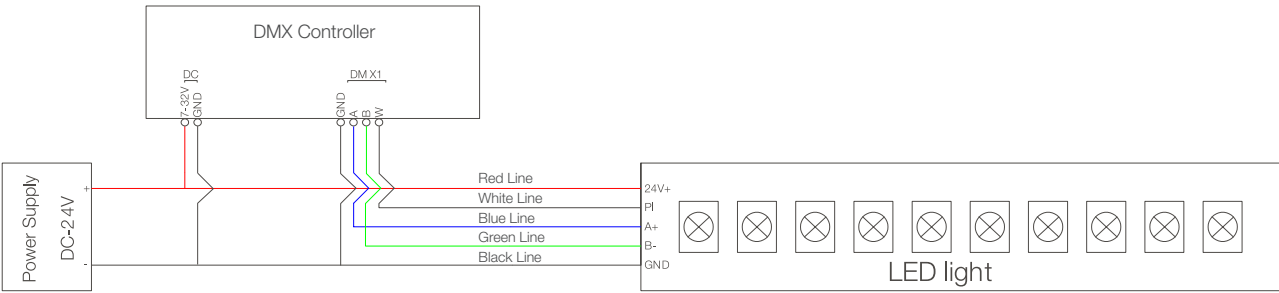 DMX Controller
DC
DM X1
7-32V
GND
GND
A
B
W
Power Supply
DC-24V
+
-
Red Line
White Line
Blue Line
Green Line
Black Line
24V+
PI
A+
B-
GND
LED light